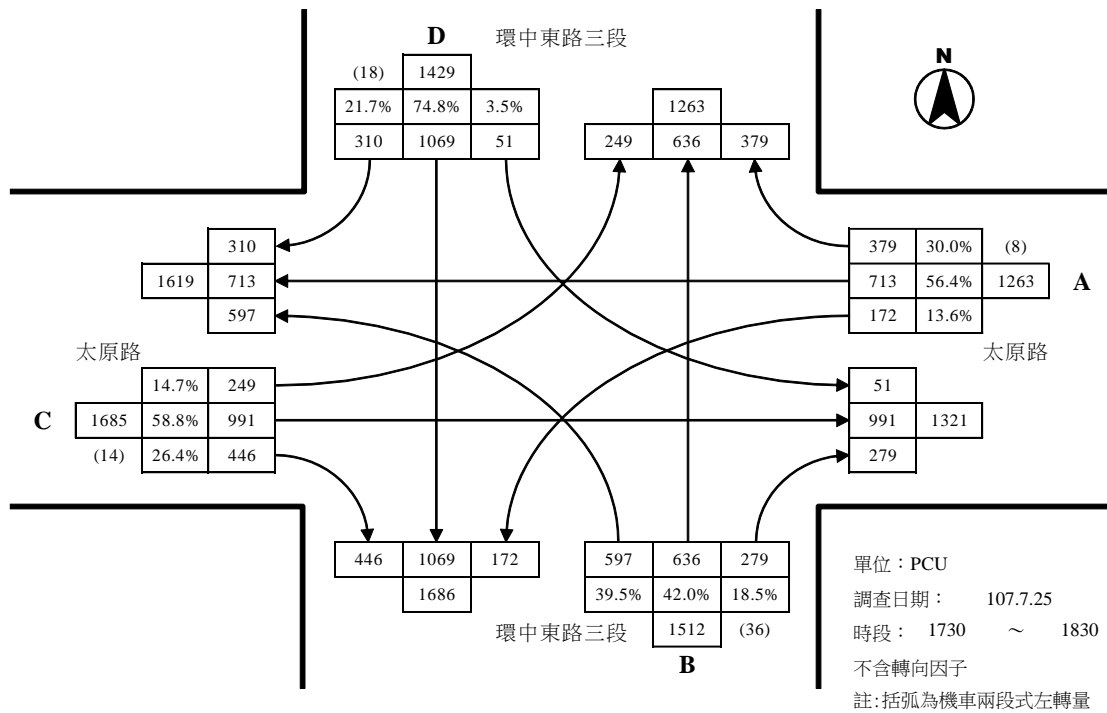 D 環中東路三段
N
(18) 1429
21.7% 74.8% 3.5%
310 1069 51
1263
249 636 379
310
1619 713
597
379 30.0% (8)
713 56.4% 1263 A
172 13.6%
太原路
太原路
14.7% 249
C 1685 58.8% 991
(14) 26.4% 446
51
991 1321
279
446 1069 172
1686
597 636 279
39.5% 42.0% 18.5%
環中東路三段 1512 (36)
B
單位：PCU
調查日期： 107.7.25
時段： 1730 ～ 1830
不含轉向因子
註:括弧為機車兩段式左轉量